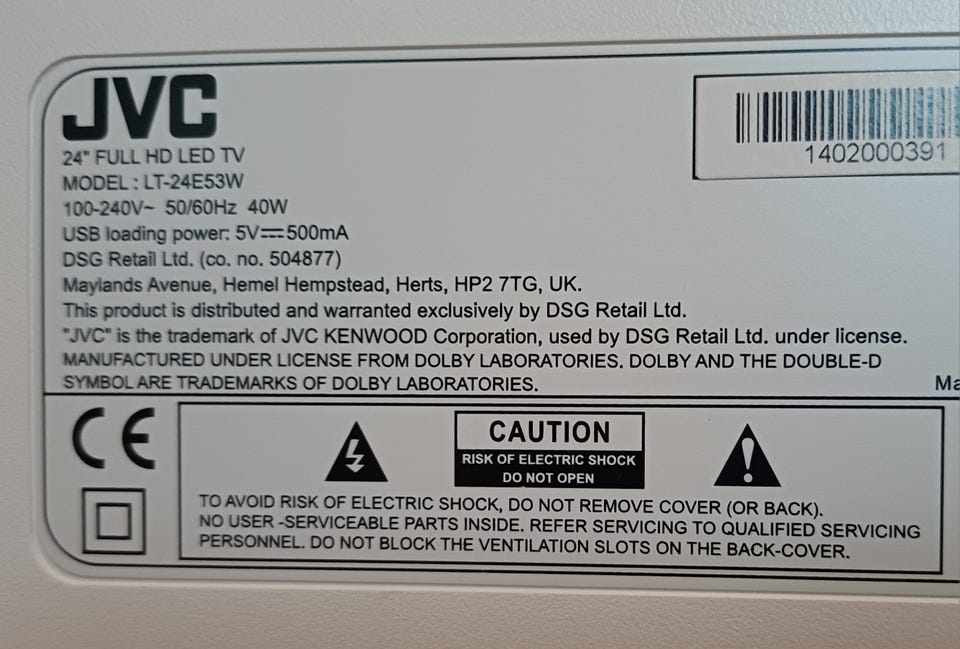 JVC
24" FULL HD LED TV
MODEL : LT-24E53W
100-240V~ 50/60Hz 40W
USB loading power: 5V⎓500mA
DSG Retail Ltd. (co. no. 504877)
Maylands Avenue, Hemel Hempstead, Herts, HP2 7TG, UK.
This product is distributed and warranted exclusively by DSG Retail Ltd.
"JVC" is the trademark of JVC KENWOOD Corporation, used by DSG Retail Ltd. under license.
MANUFACTURED UNDER LICENSE FROM DOLBY LABORATORIES. DOLBY AND THE DOUBLE-D
SYMBOL ARE TRADEMARKS OF DOLBY LABORATORIES.
1402000391
CE
CAUTION
RISK OF ELECTRIC SHOCK
DO NOT OPEN
TO AVOID RISK OF ELECTRIC SHOCK, DO NOT REMOVE COVER (OR BACK).
NO USER -SERVICEABLE PARTS INSIDE. REFER SERVICING TO QUALIFIED SERVICING
PERSONNEL. DO NOT BLOCK THE VENTILATION SLOTS ON THE BACK-COVER.